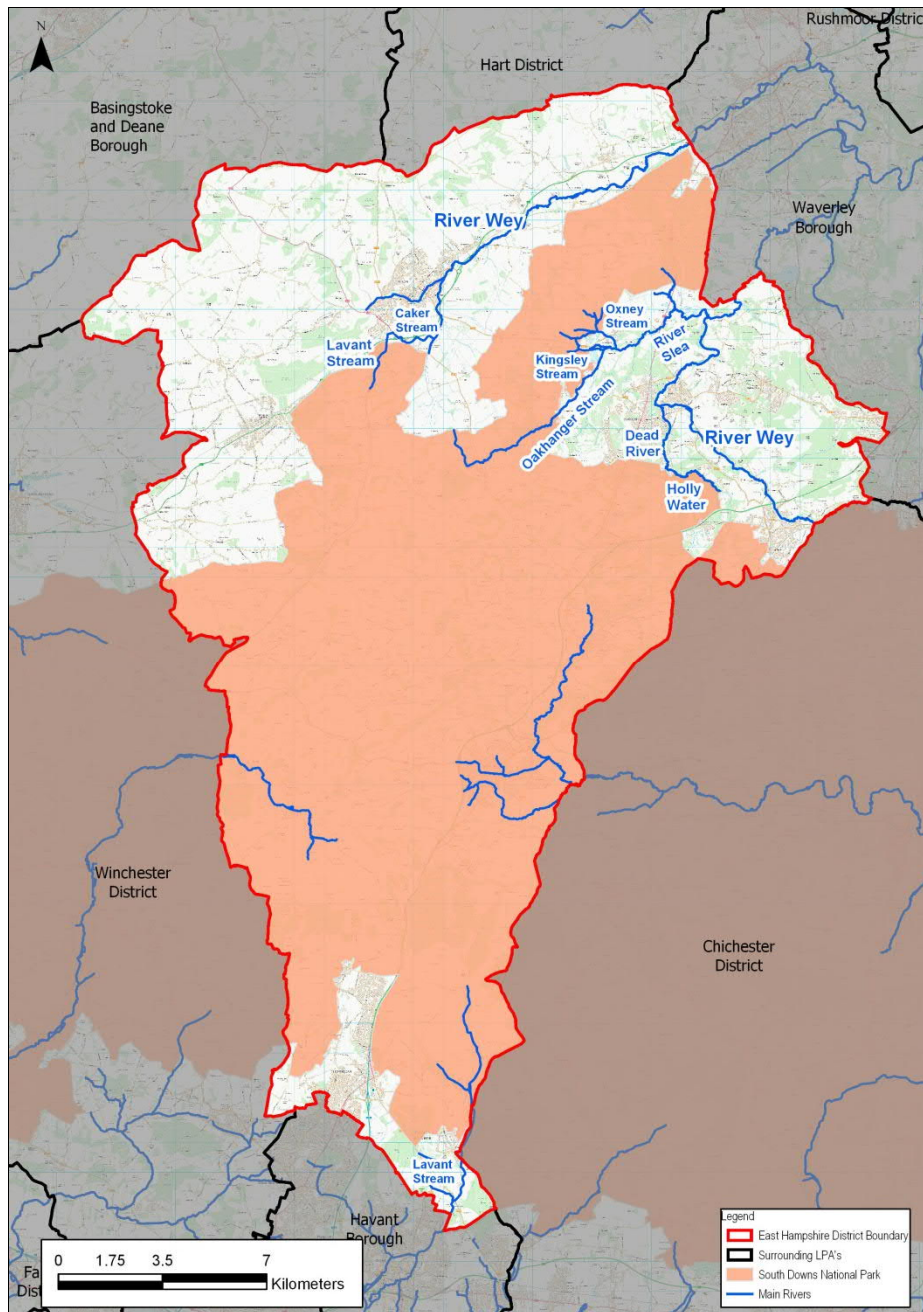 N
Rushmoor Distric
Hart District
Basingstoke
and Deane
Borough
Waverley
Borough
River Wey
Caker
Stream
Lavant
Stream
Oxney
Stream
River
Slea
Kingsley
Stream
Oakhanger Stream
Dead
River
River Wey
Holly
Water
Winchester
District
Chichester
District
Lavant
Stream
Havant
Borough
Fa
Dist
0 1.75 3.5 7
Kilometers
Legend
East Hampshire District Boundary
Surrounding LPA's
South Downs National Park
Main Rivers